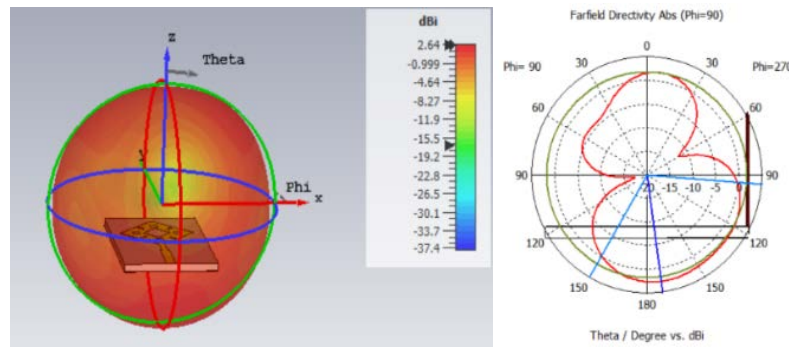 z
Theta
y
Phi
x
dBi
2.64
-0.999
-4.64
-8.27
-11.9
-15.5
-19.2
-22.8
-26.5
-30.1
-33.7
-37.4
Farfield Directivity Abs (Phi=90)
0
30 30
Phi= 90 Phi=270
60 60
90 -20 -15 -10 -5 0 90
120 120
150 150
180
Theta / Degree vs. dBi